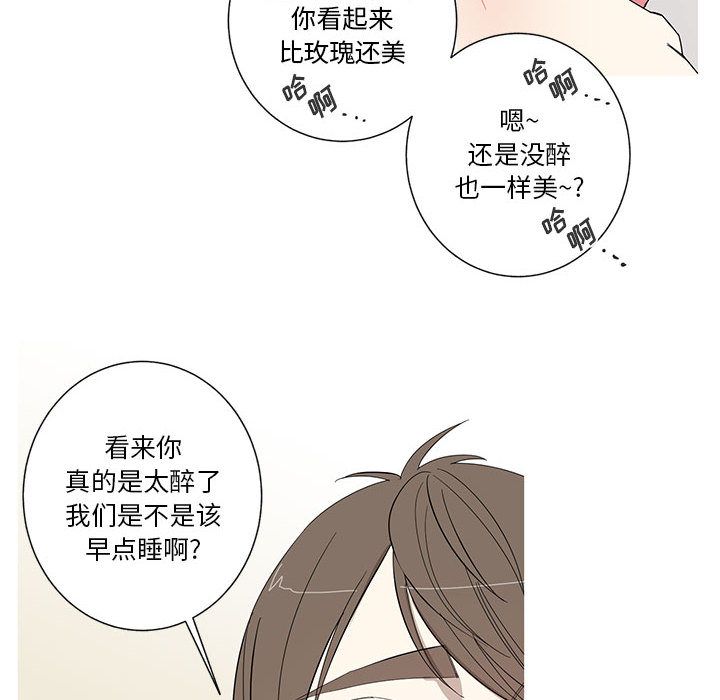 你看起来
比玫瑰还美
哈啊...
哈啊...
嗯~
还是没醉
也一样美~?
哈啊...
看来你
真的是太醉了
我们是不是该
早点睡啊?